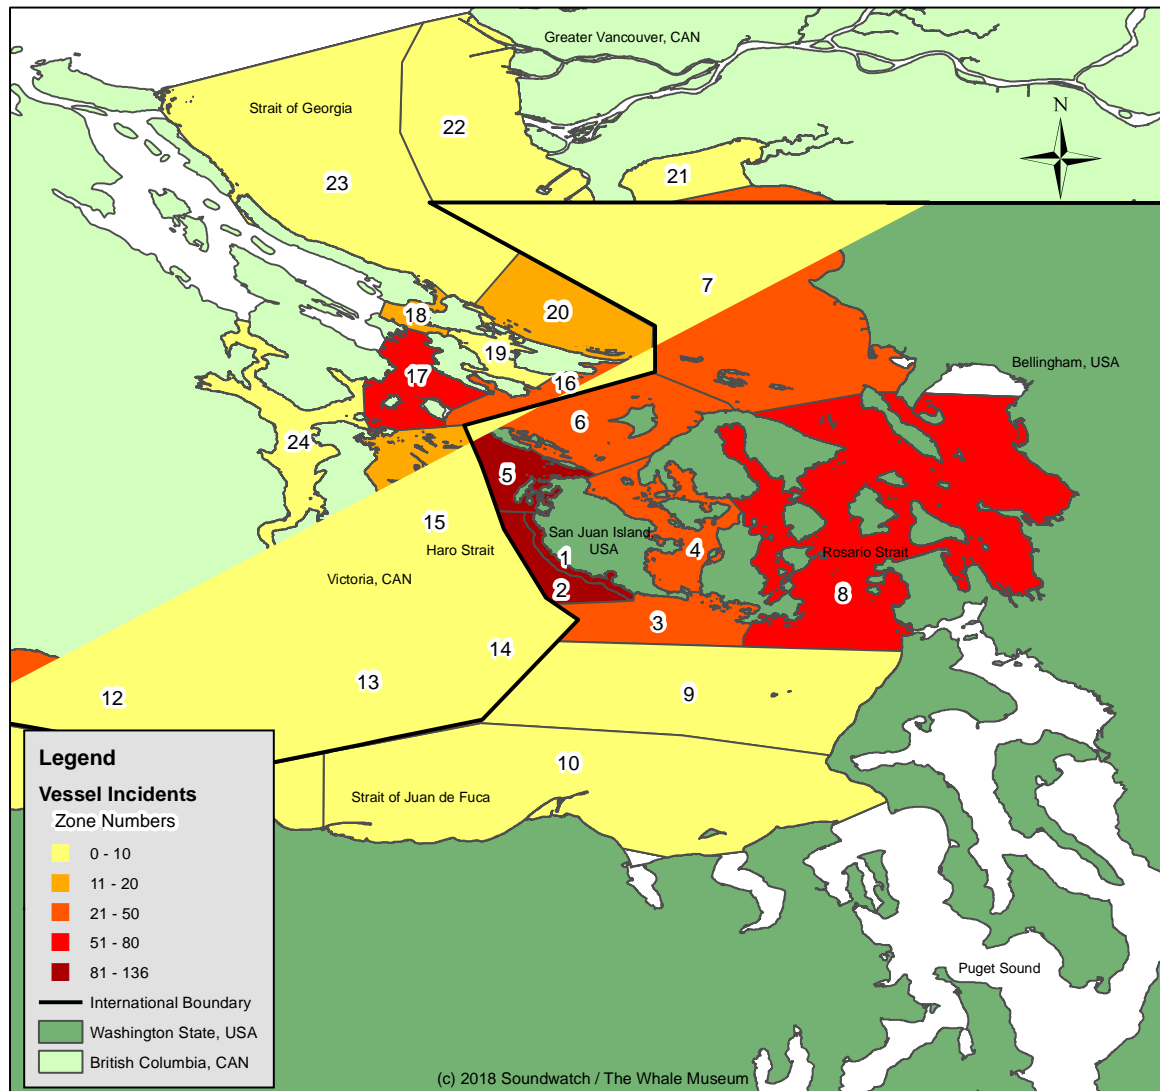 Greater Vancouver, CAN
Strait of Georgia
N
22
21
23
7
20
18
19
17
16
Bellingham, USA
6
24
5
15
Haro Strait
San Juan Island,
USA
4
1
Rosario Strait
Victoria, CAN
2
8
3
14
13
12
9
10
Strait of Juan de Fuca
Legend
Vessel Incidents
Zone Numbers
0 - 10
11 - 20
21 - 50
51 - 80
81 - 136
International Boundary
Washington State, USA
British Columbia, CAN
Puget Sound
(c) 2018 Soundwatch / The Whale Museum